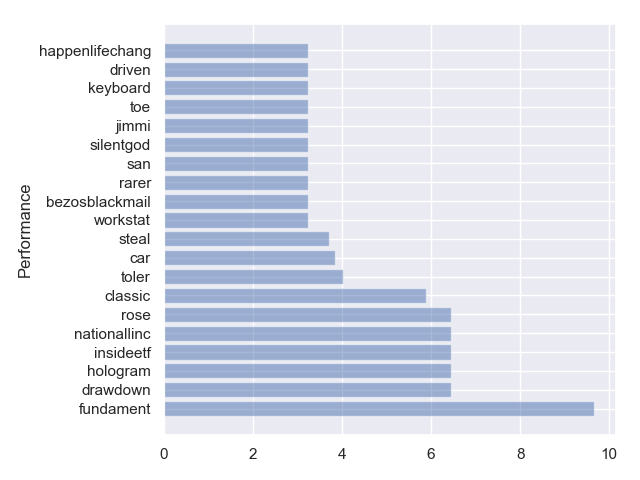 happenlifechang
driven
keyboard
toe
jimmi
silentgod
san
rarer
bezosblackmail
workstat
steal
car
toler
classic
rose
nationallinc
insideetf
hologram
drawdown
fundament
Performance
0 2 4 6 8 10